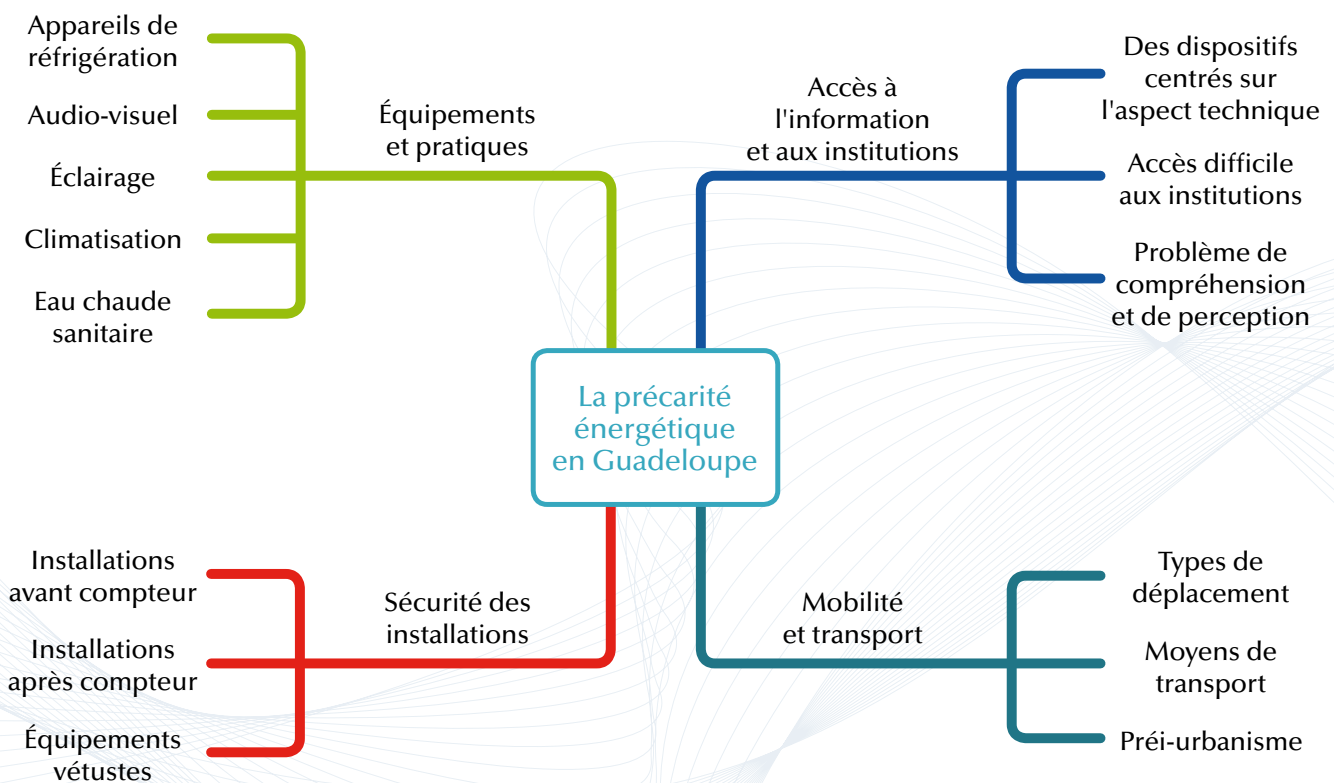 Appareils de
réfrigération
Audio-visuel
Éclairage
Climatisation
Eau chaude
sanitaire
Équipements
et pratiques
Accès à
l'information
et aux institutions
Des dispositifs
centrés sur
l'aspect technique
Accès difficile
aux institutions
Problème de
compréhension
et de perception
La précarité
énergétique
en Guadeloupe
Installations
avant compteur
Installations
après compteur
Équipements
vétustes
Sécurité des
installations
Mobilité
et transport
Types de
déplacement
Moyens de
transport
Préi-urbanisme